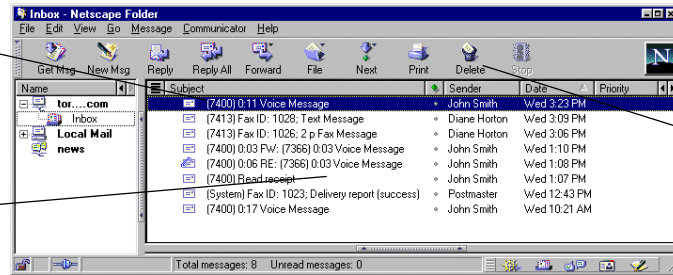 Inbox - Netscape Folder
File Edit View Go Message Communicator Help
Get Msg New Msg Reply Reply All Forward File Next Print Delete Stop
N
Name Subject Sender Date Priority
tor....com
Inbox
Local Mail
news
(7400) 0:11 Voice Message John Smith Wed 3:23 PM
(7413) Fax ID: 1028; Text Message Diane Horton Wed 3:09 PM
(7413) Fax ID: 1026; 2 p Fax Message Diane Horton Wed 3:06 PM
(7400) 0:03 FW: (7366) 0:03 Voice Message John Smith Wed 1:10 PM
(7400) 0:06 RE: (7366) 0:03 Voice Message John Smith Wed 1:08 PM
(7400) Read receipt John Smith Wed 1:07 PM
(System) Fax ID: 1023; Delivery report (success) Postmaster Wed 12:43 PM
(7400) 0:17 Voice Message John Smith Wed 10:21 AM
Total messages: 8 Unread messages: 0